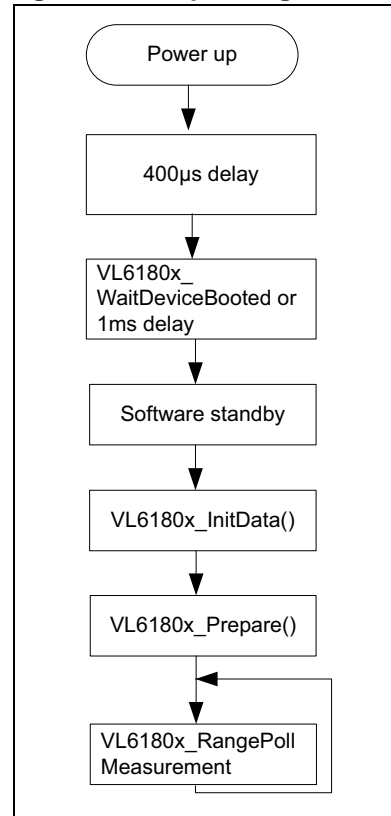 Power up
400µs delay
VL6180x_
WaitDeviceBooted or
1ms delay
Software standby
VL6180x_InitData()
VL6180x_Prepare()
VL6180x_RangePoll
Measurement